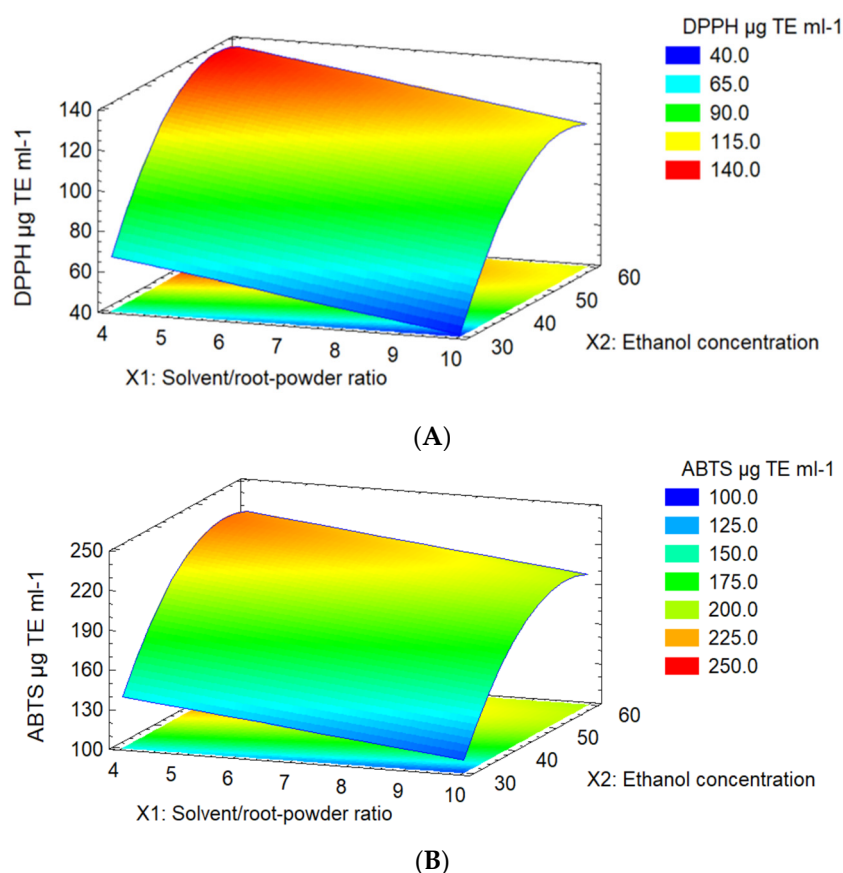 DPPH µg TE ml-1
40.0
65.0
90.0
115.0
140.0
DPPH µg TE ml-1
140
120
100
80
60
40
4 5 6 7 8 9 10
30 40 50 60
X1: Solvent/root-powder ratio
X2: Ethanol concentration
(A)
ABTS µg TE ml-1
100.0
125.0
150.0
175.0
200.0
225.0
250.0
ABTS µg TE ml-1
250
220
190
160
130
100
4 5 6 7 8 9 10
30 40 50 60
X1: Solvent/root-powder ratio
X2: Ethanol concentration
(B)